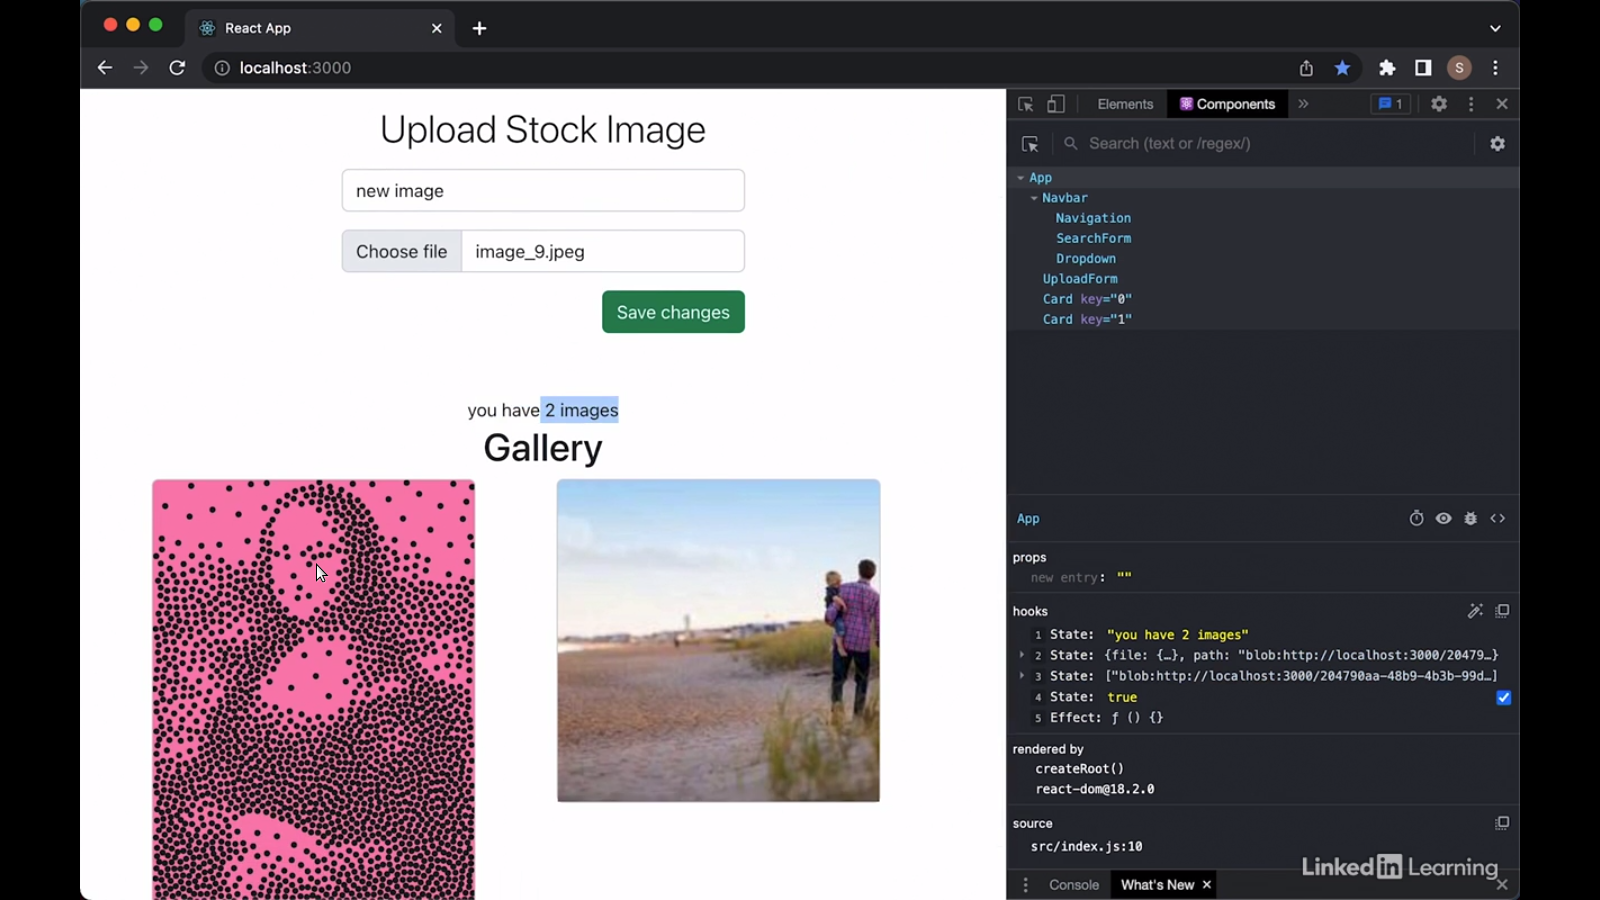 React App
localhost:3000
S
Upload Stock Image
new image
Choose file
image_9.jpeg
Save changes
you have 2 images
Gallery
Elements
Components
1
Search (text or /regex/)
App
Navbar
Navigation
SearchForm
Dropdown
UploadForm
Card key="0"
Card key="1"
App
props
new entry: ""
hooks
1 State: "you have 2 images"
2 State: {file: {…}, path: "blob:http://localhost:3000/20479…}
3 State: ["blob:http://localhost:3000/204790aa-48b9-4b3b-99d…]
4 State: true
5 Effect: ƒ () {}
rendered by
createRoot()
react-dom@18.2.0
source
src/index.js:10
LinkedIn Learning
Console
What's New